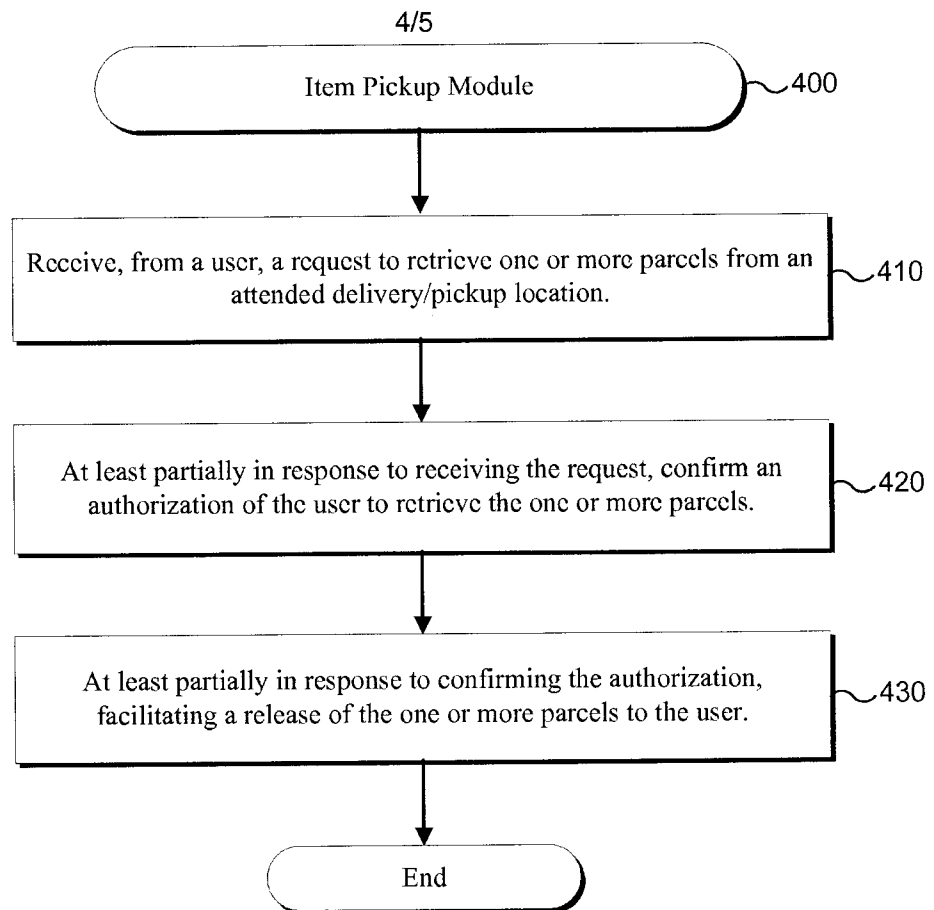 4/5
Item Pickup Module
400
Receive, from a user, a request to retrieve one or more parcels from an
attended delivery/pickup location.
410
At least partially in response to receiving the request, confirm an
authorization of the user to retrieve the one or more parcels.
420
At least partially in response to confirming the authorization,
facilitating a release of the one or more parcels to the user.
430
End